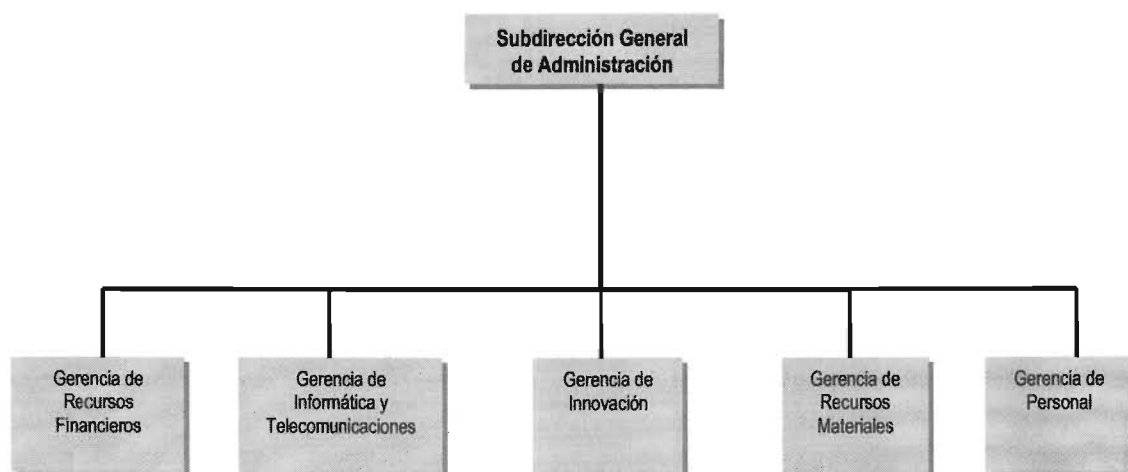 Subdirección General
de Administración
Gerencia de
Recursos
Financieros
Gerencia de
Informática y
Telecomunicaciones
Gerencia de
Innovación
Gerencia de
Recursos
Materiales
Gerencia de
Personal